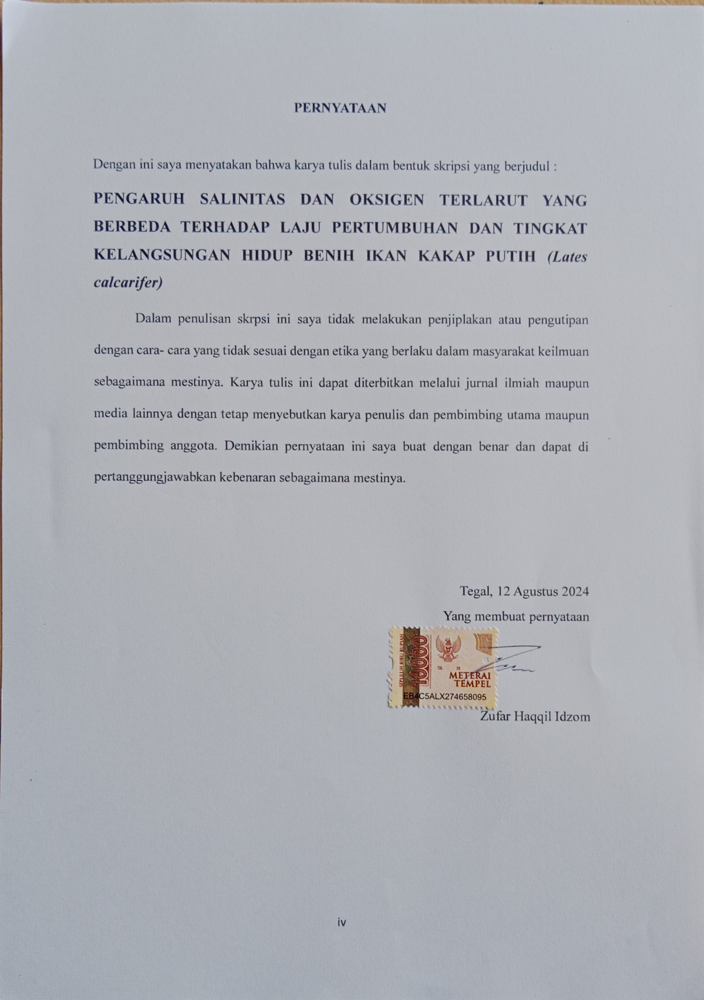 PERNYATAAN
Dengan ini saya menyatakan bahwa karya tulis dalam bentuk skripsi yang berjudul :
PENGARUH SALINITAS DAN OKSIGEN TERLARUT YANG
BERBEDA TERHADAP LAJU PERTUMBUHAN DAN TINGKAT
KELANGSUNGAN HIDUP BENIH IKAN KAKAP PUTIH (Lates
calcarifer)
Dalam penulisan skrpsi ini saya tidak melakukan penjiplakan atau pengutipan
dengan cara- cara yang tidak sesuai dengan etika yang berlaku dalam masyarakat keilmuan
sebagaimana mestinya. Karya tulis ini dapat diterbitkan melalui jurnal ilmiah maupun
media lainnya dengan tetap menyebutkan karya penulis dan pembimbing utama maupun
pembimbing anggota. Demikian pernyataan ini saya buat dengan benar dan dapat di
pertanggungjawabkan kebenaran sebagaimana mestinya.
Tegal, 12 Agustus 2024
Yang membuat pernyataan
SEPULUH RIBU RUPIAH
10000
TGL. 20
METERAI
TEMPEL
EB4C5ALX274658095
Zufar Haqqil Idzom
iv